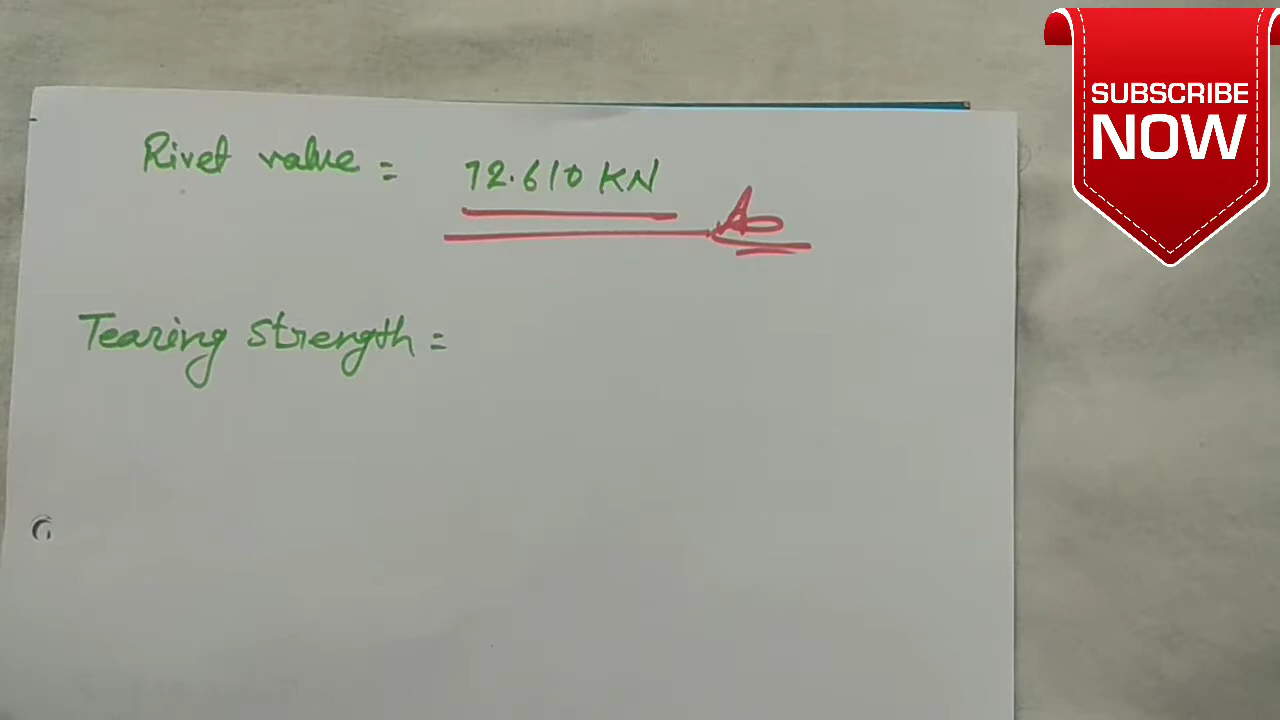 SUBSCRIBE
NOW
Rivet value = 72.610 KN
Tearing strength =